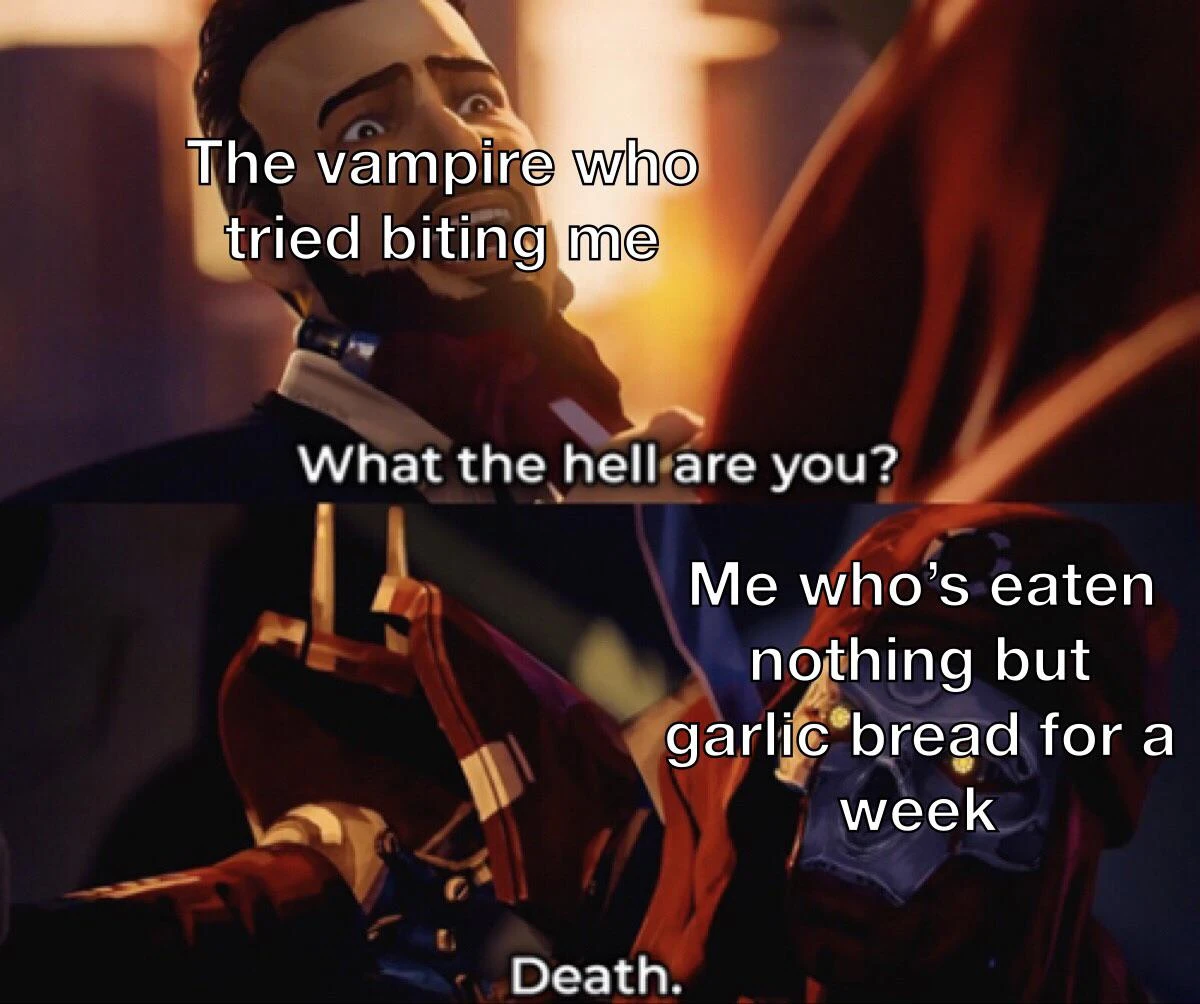 The vampire who
tried biting me
What the hell are you?
Me who’s eaten
nothing but
garlic bread for a
week
Death.